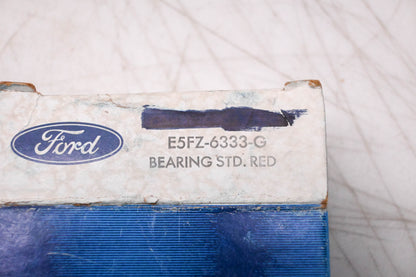 Ford
E5FZ-6333-G
BEARING STD. RED